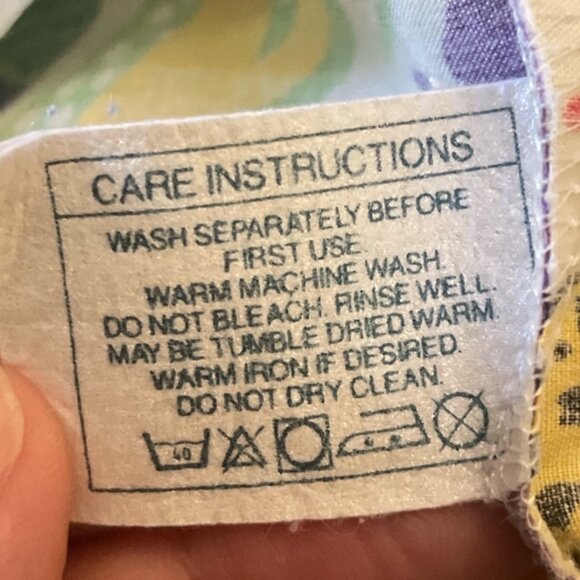 CARE INSTRUCTIONS
WASH SEPARATELY BEFORE
FIRST USE
WARM MACHINE WASH.
DO NOT BLEACH. RINSE WELL.
MAY BE TUMBLE DRIED WARM.
WARM IRON IF DESIRED.
DO NOT DRY CLEAN.
40